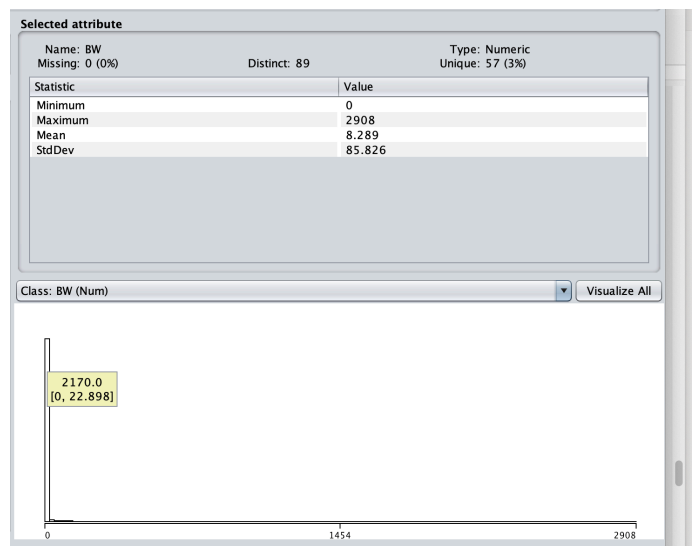 Selected attribute
Name: BW Type: Numeric
Missing: 0 (0%) Distinct: 89 Unique: 57 (3%)
Statistic Value
Minimum 0
Maximum 2908
Mean 8.289
StdDev 85.826
Class: BW (Num) Visualize All
2170.0
[0, 22.898]
0 1454 2908